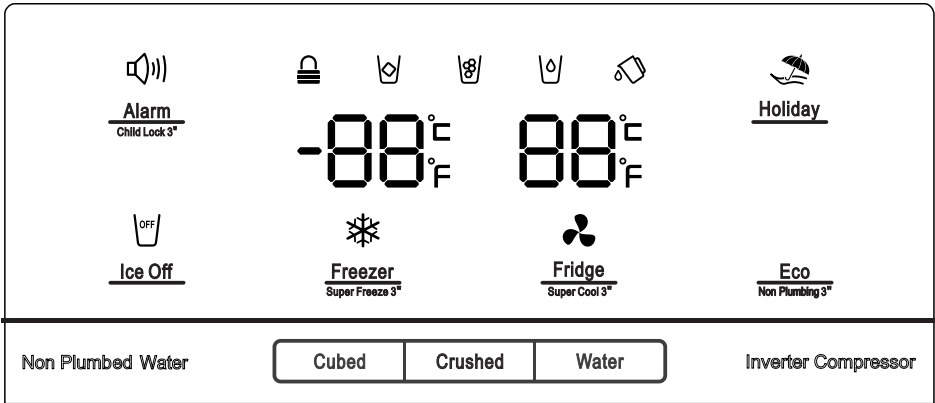 Alarm
Child Lock 3"
Holiday
-88°C
°F
88°C
°F
OFF
Ice Off
Freezer
Super Freeze 3"
Fridge
Super Cool 3"
Eco
Non Plumbing 3"
Non Plumbed Water
Cubed
Crushed
Water
Inverter Compressor